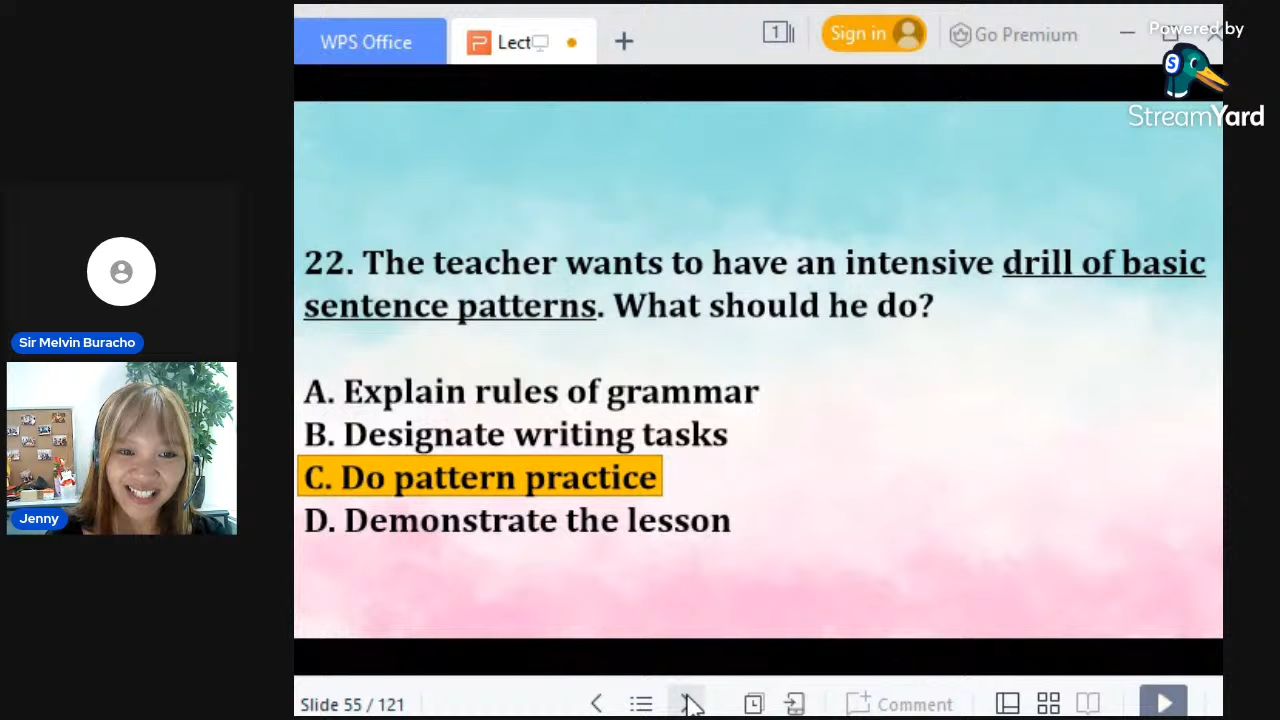 WPS Office
Lect
1
Sign in
Go Premium
Powered by
S
StreamYard
22. The teacher wants to have an intensive drill of basic
sentence patterns. What should he do?
A. Explain rules of grammar
B. Designate writing tasks
C. Do pattern practice
D. Demonstrate the lesson
Sir Melvin Buracho
Jenny
Slide 55 / 121
Comment